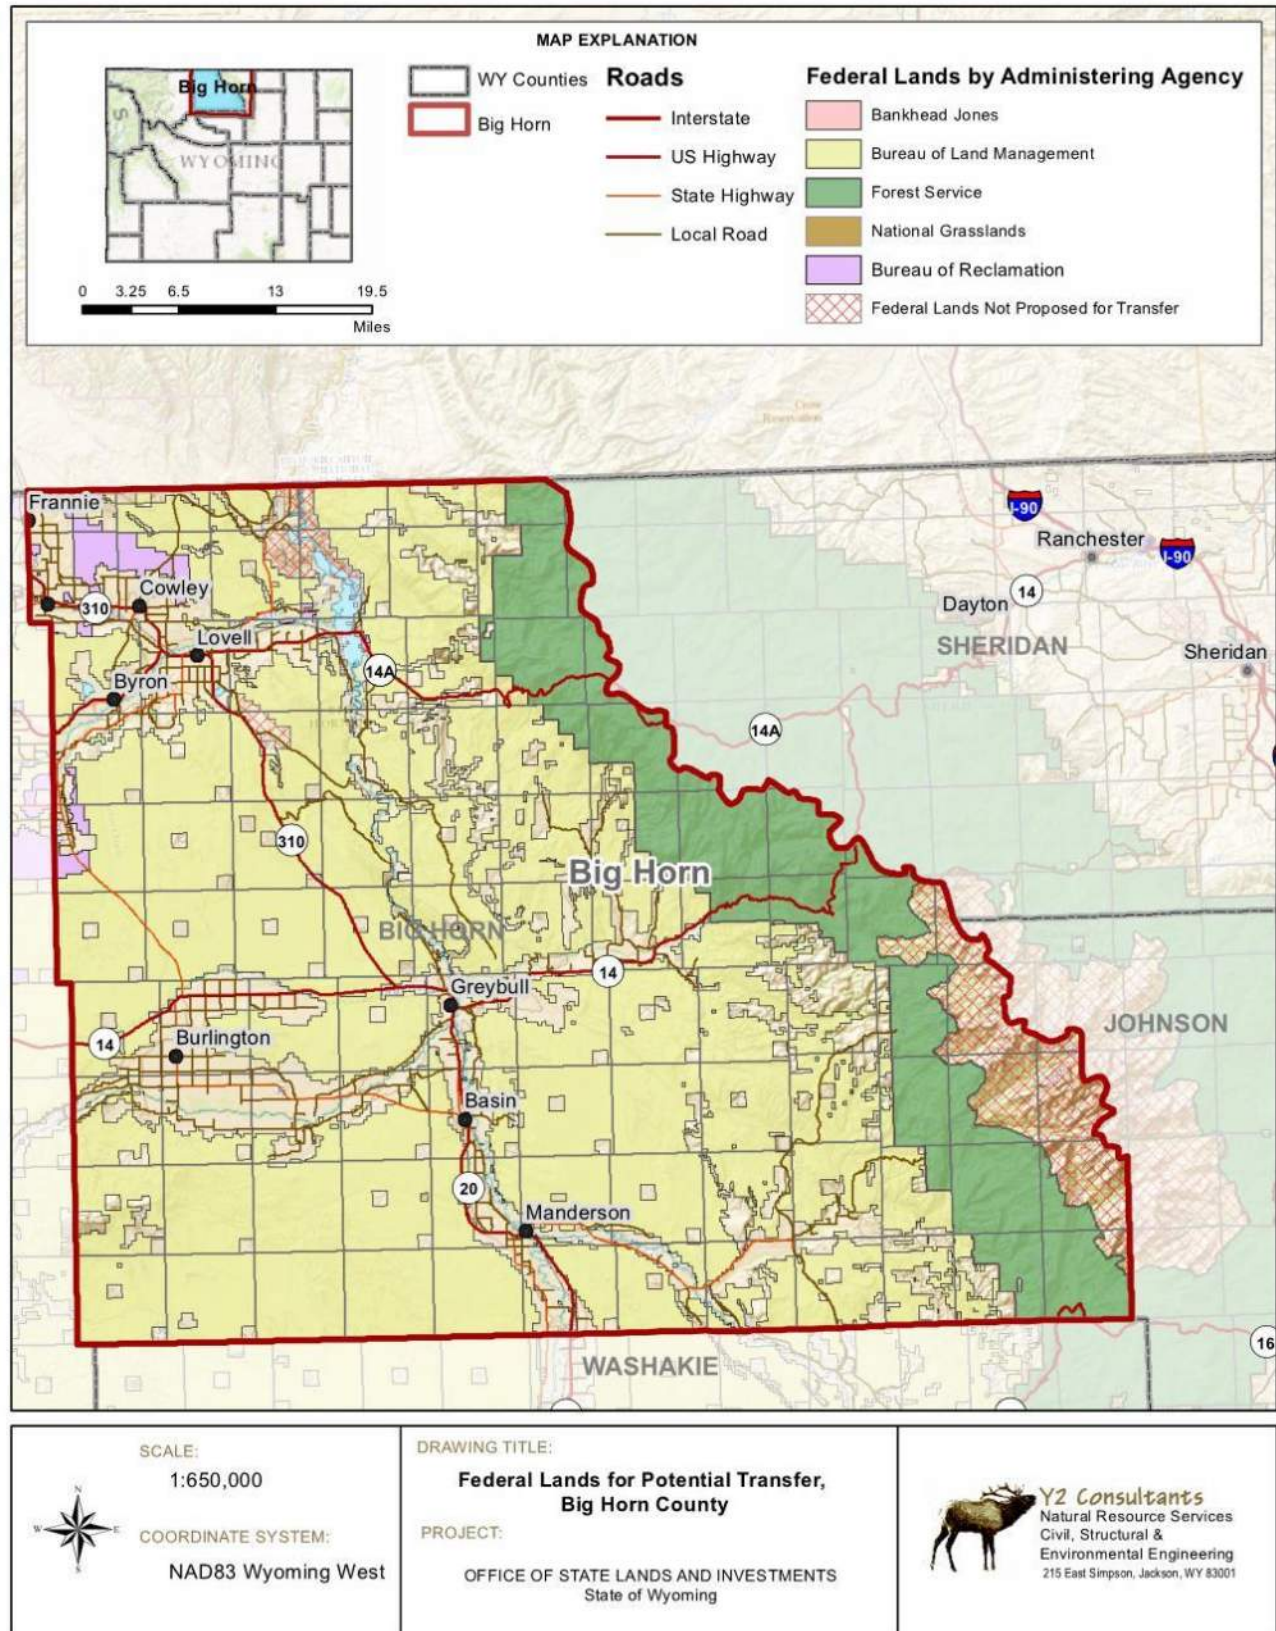 MAP EXPLANATION
Big Horn
WYOMING
0 3.25 6.5 13 19.5
Miles
WY Counties
Big Horn
Roads
Interstate
US Highway
State Highway
Local Road
Federal Lands by Administering Agency
Bankhead Jones
Bureau of Land Management
Forest Service
National Grasslands
Bureau of Reclamation
Federal Lands Not Proposed for Transfer
Crow
Reservation
Frannie
I-90
Ranchester
I-90
Cowley
310
Dayton
14
SHERIDAN
Lovell
Sheridan
14A
Byron
14A
310
Big Horn
BIG HORN
14
Greybull
JOHNSON
14
Burlington
Basin
20
Manderson
16
WASHAKIE
SCALE:
1:650,000
N
W E
S
COORDINATE SYSTEM:
NAD83 Wyoming West
DRAWING TITLE:
Federal Lands for Potential Transfer,
Big Horn County
PROJECT:
OFFICE OF STATE LANDS AND INVESTMENTS
State of Wyoming
Y2 Consultants
Natural Resource Services
Civil, Structural &
Environmental Engineering
215 East Simpson, Jackson, WY 83001